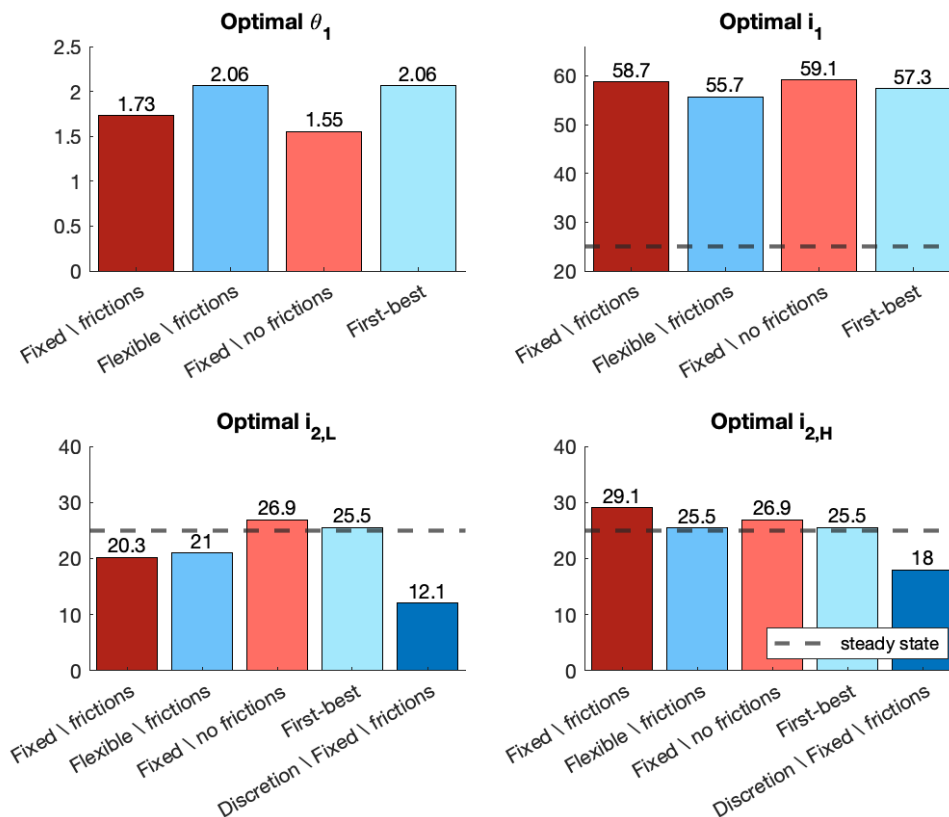 Optimal θ₁
2.5
2
1.5
1
0.5
0
1.73
2.06
1.55
2.06
Fixed \ frictions
Flexible \ frictions
Fixed \ no frictions
First-best
Optimal i₁
60
50
40
30
20
58.7
55.7
59.1
57.3
Fixed \ frictions
Flexible \ frictions
Fixed \ no frictions
First-best
Optimal i₂,L
40
30
20
10
0
20.3
21
26.9
25.5
12.1
Fixed \ frictions
Flexible \ frictions
Fixed \ no frictions
First-best
Discretion \ Fixed \ frictions
Optimal i₂,H
40
30
20
10
0
29.1
25.5
26.9
25.5
18
steady state
Fixed \ frictions
Flexible \ frictions
Fixed \ no frictions
First-best
Discretion \ Fixed \ frictions